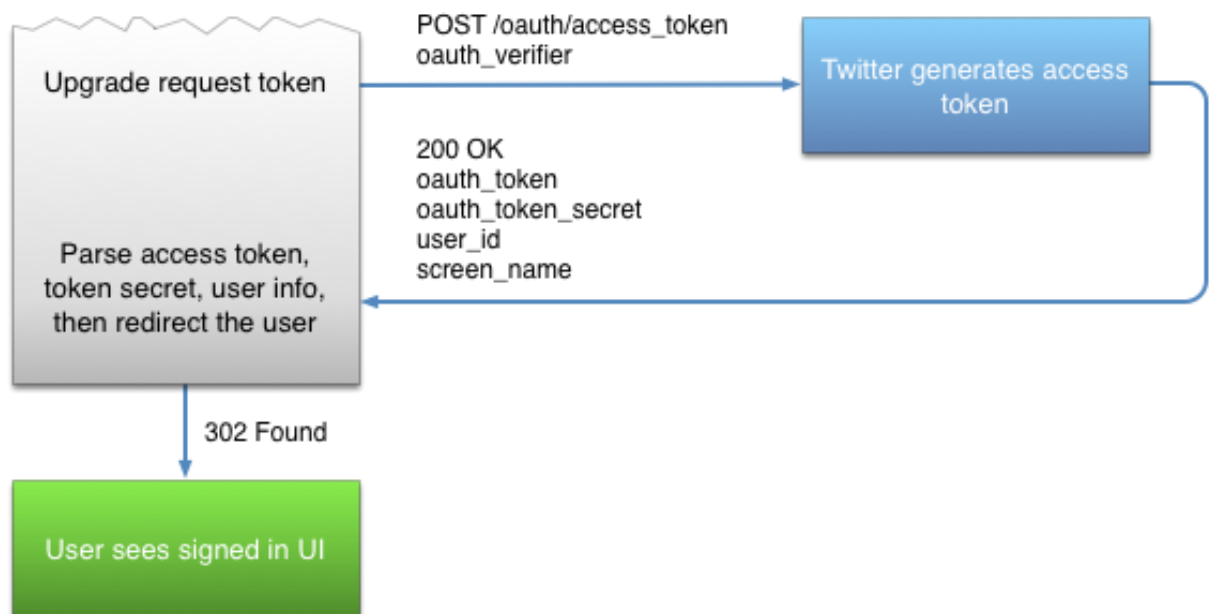 POST /oauth/access_token
oauth_verifier
Upgrade request token
Twitter generates access
token
200 OK
oauth_token
oauth_token_secret
user_id
screen_name
Parse access token,
token secret, user info,
then redirect the user
302 Found
User sees signed in UI